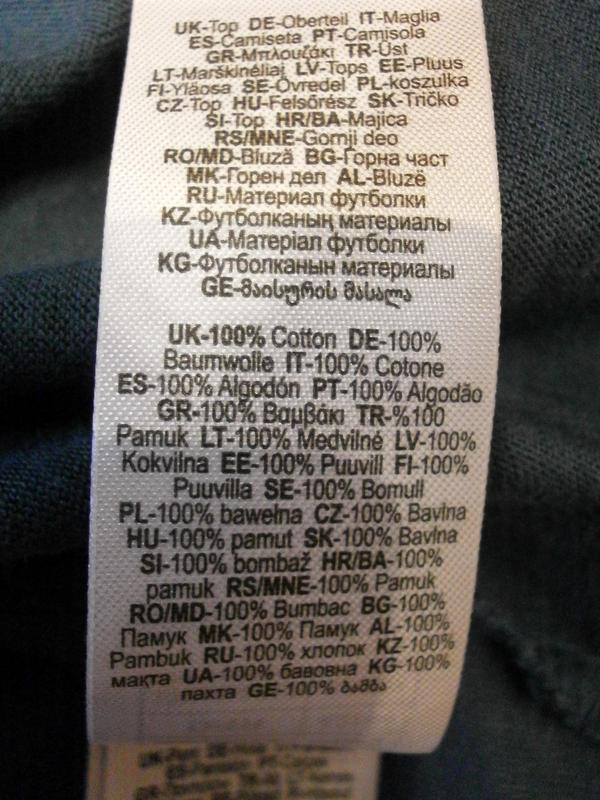 UK-Top DE-Oberteil IT-Maglia
ES-Camiseta PT-Camisola
GR-Μπλουζάκι TR-Üst
LT-Marškinėliai LV-Tops EE-Pluus
FI-Yläosa SE-Överdel PL-koszulka
CZ-Top HU-Felsőrész SK-Tričko
SI-Top HR/BA-Majica
RS/MNE-Gornji deo
RO/MD-Bluză BG-Горна част
MK-Горен дел AL-Bluzë
RU-Материал футболки
KZ-Футболканың материалы
UA-Матеріал футболки
KG-Футболканын материалы
GE-მაისურის მასალა
UK-100% Cotton DE-100%
Baumwolle IT-100% Cotone
ES-100% Algodón PT-100% Algodão
GR-100% Βαμβάκι TR-%100
Pamuk LT-100% Medvilnė LV-100%
Kokvilna EE-100% Puuvill FI-100%
Puuvilla SE-100% Bomull
PL-100% bawełna CZ-100% Bavlna
HU-100% pamut SK-100% Bavlna
SI-100% bombaž HR/BA-100%
pamuk RS/MNE-100% Pamuk
RO/MD-100% Bumbac BG-100%
Памук MK-100% Памук AL-100%
Pambuk RU-100% хлопок KZ-100%
мақта UA-100% бавовна KG-100%
пахта GE-100% ბამბა